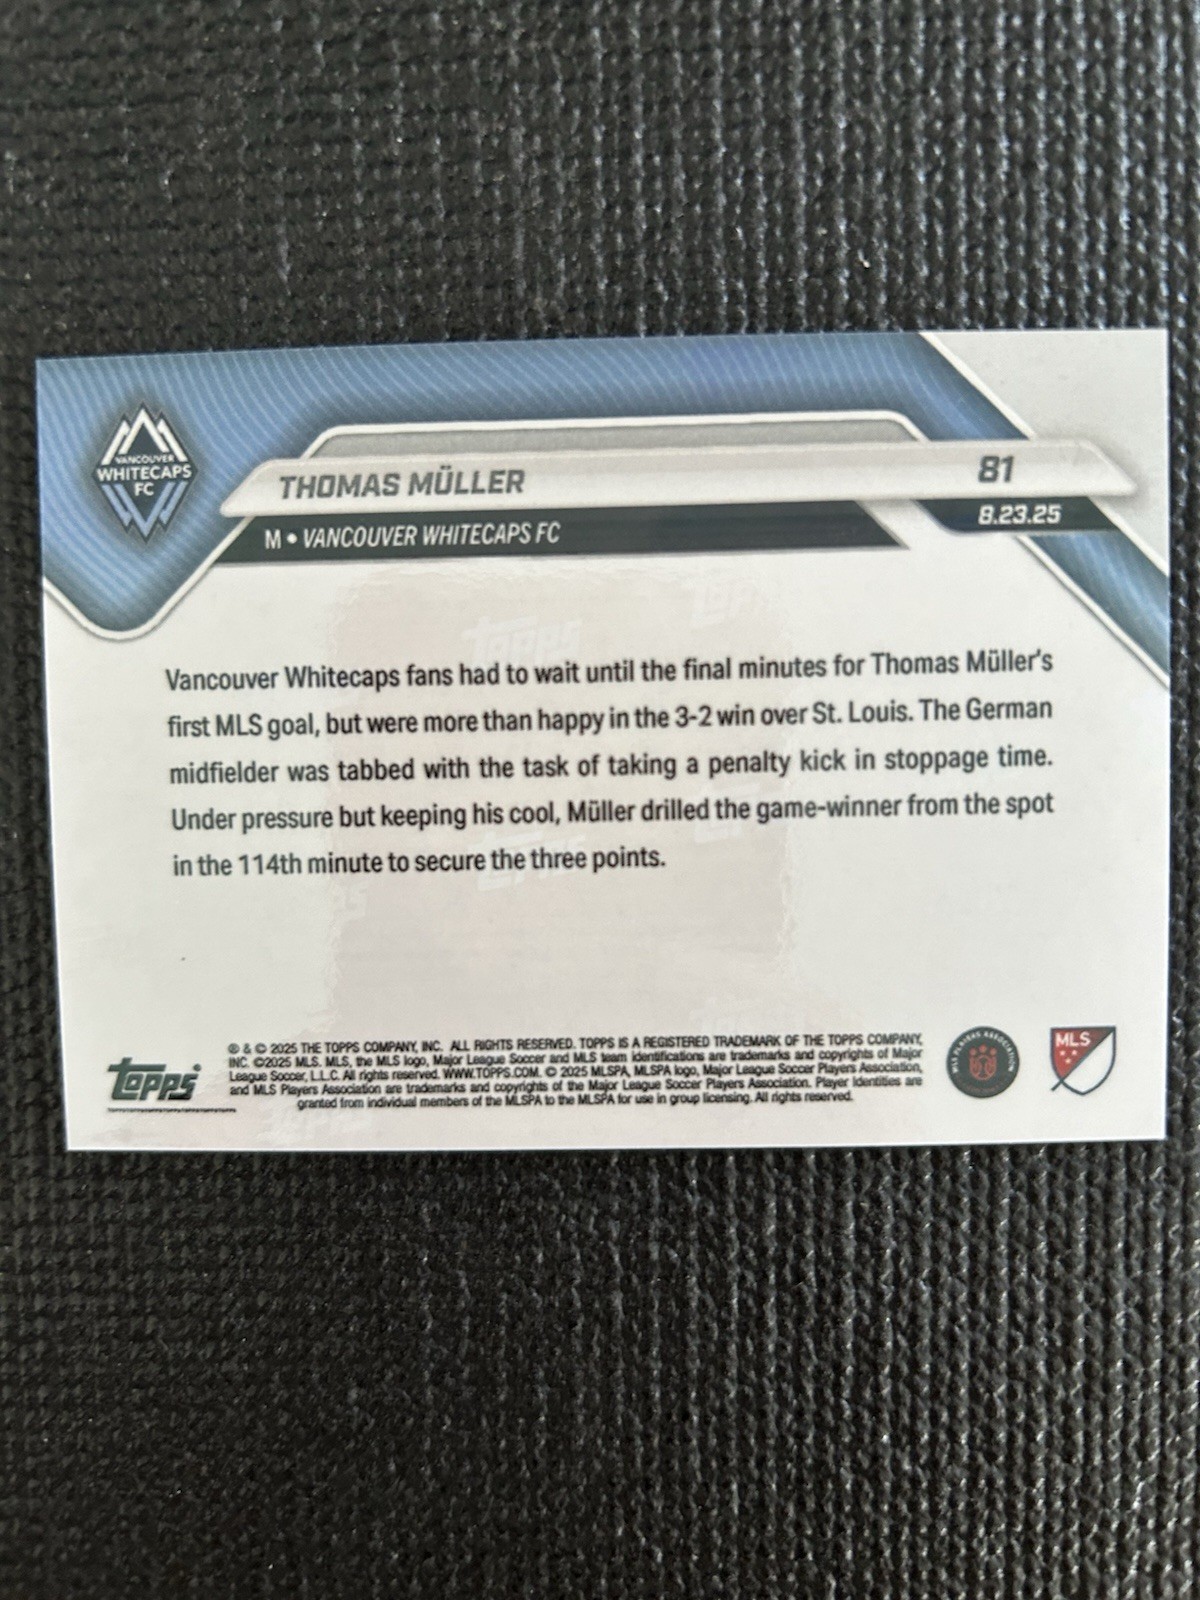 VANCOUVER
WHITECAPS
FC
THOMAS MÜLLER
81
M • VANCOUVER WHITECAPS FC
8.23.25
Vancouver Whitecaps fans had to wait until the final minutes for Thomas Müller's
first MLS goal, but were more than happy in the 3-2 win over St. Louis. The German
midfielder was tabbed with the task of taking a penalty kick in stoppage time.
Under pressure but keeping his cool, Müller drilled the game-winner from the spot
in the 114th minute to secure the three points.
topps
® & © 2025 THE TOPPS COMPANY, INC. ALL RIGHTS RESERVED. TOPPS IS A REGISTERED TRADEMARK OF THE TOPPS COMPANY,
INC. ©2025 MLS. MLS, the MLS logo, Major League Soccer and MLS team identifications are trademarks and copyrights of Major
League Soccer, L.L.C. All rights reserved. WWW.TOPPS.COM. © 2025 MLSPA, MLSPA logo, Major League Soccer Players Association,
and MLS Players Association are trademarks and copyrights of the Major League Soccer Players Association. Player Identities are
granted from individual members of the MLSPA to the MLSPA for use in group licensing. All rights reserved.
MLS PLAYERS ASSOCIATION
MLS